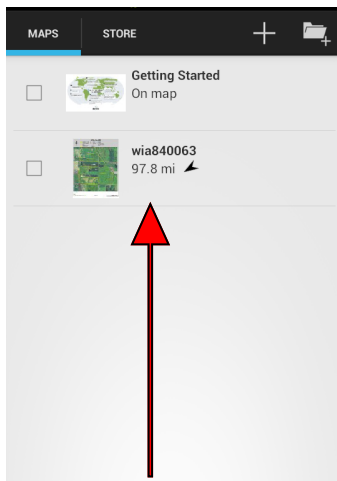 MAPS STORE
Getting Started
On map
wia840063
97.8 mi